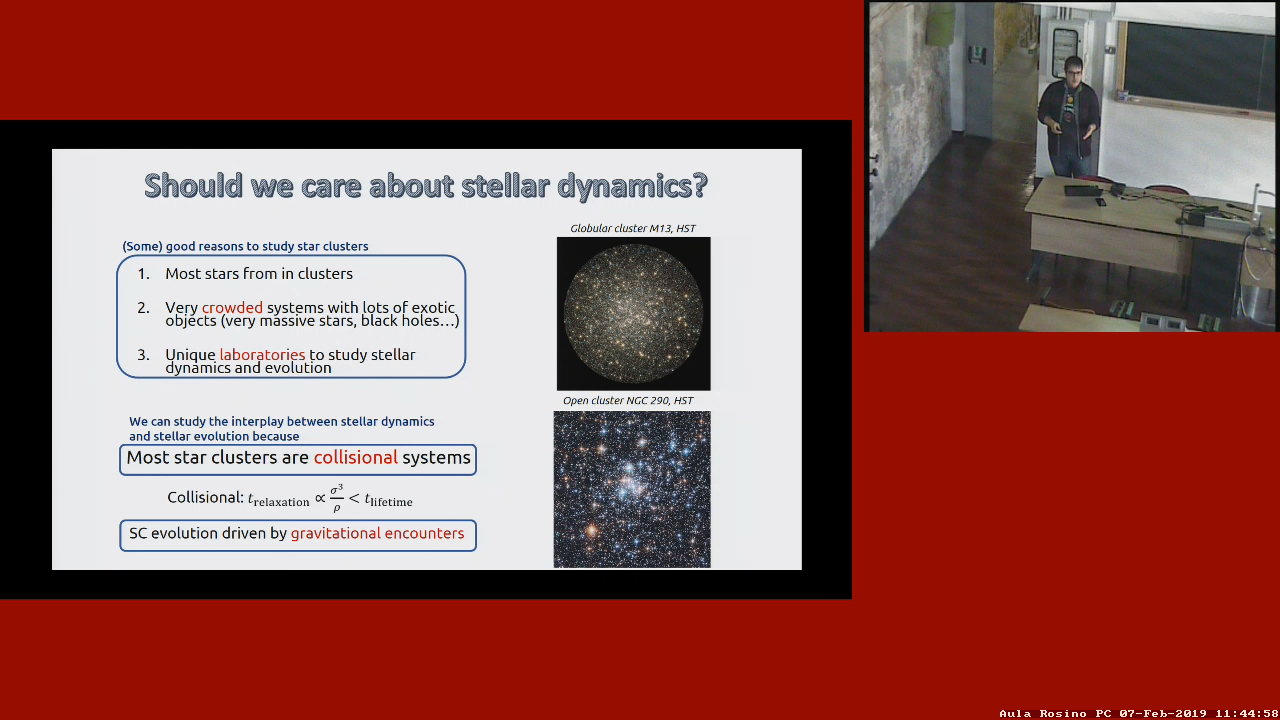 Should we care about stellar dynamics?
(Some) good reasons to study star clusters
1. Most stars from in clusters
2. Very crowded systems with lots of exotic
objects (very massive stars, black holes...)
3. Unique laboratories to study stellar
dynamics and evolution
We can study the interplay between stellar dynamics
and stellar evolution because
Most star clusters are collisional systems
Collisional: t_relaxation ∝ σ³/ρ < t_lifetime
SC evolution driven by gravitational encounters
Globular cluster M13, HST
Open cluster NGC 290, HST
Aula Rosino PC 07-Feb-2019 11:44:58